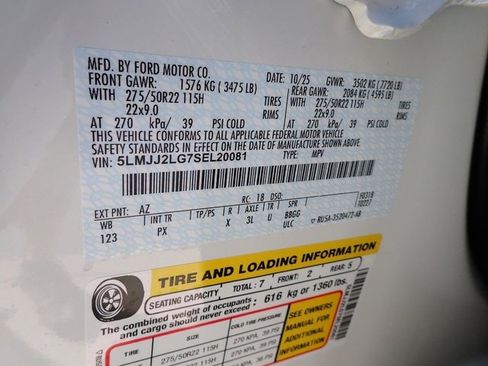 MFD. BY FORD MOTOR CO.
DATE: 10/25 GVWR: 3502 KG (7720 LB)
FRONT GAWR: 1576 KG (3475 LB) REAR GAWR: 2084 KG (4595 LB)
WITH 275/50R22 115H TIRES WITH 275/50R22 115H TIRES
22x9.0 RIMS 22x9.0 RIMS
AT 270 kPa/ 39 PSI COLD AT 270 kPa/ 39 PSI COLD
THIS VEHICLE CONFORMS TO ALL APPLICABLE FEDERAL MOTOR VEHICLE
SAFETY STANDARDS IN EFFECT ON THE DATE OF MANUFACTURE SHOWN ABOVE.
VIN: 5LMJJ2LG7SEL20081 TYPE: MPV
EXT PNT: AZ RC: 18 DSO:
WB INT TR TP/PS R AXLE TR SPR
123 PX X 3L U BBGG
ULC ▽ RU5A-3520472-AB
TIRE AND LOADING INFORMATION
SEATING CAPACITY TOTAL: 7 FRONT: 2 REAR: 5
The combined weight of occupants
and cargo should never exceed: 616 kg or 1360 lbs.
TIRE COLD TIRE PRESSURE
275/50R22 115H 270 KPA, 39 PSI
SEE OWNERS
MANUAL FOR
ADDITIONAL
INFORMATION